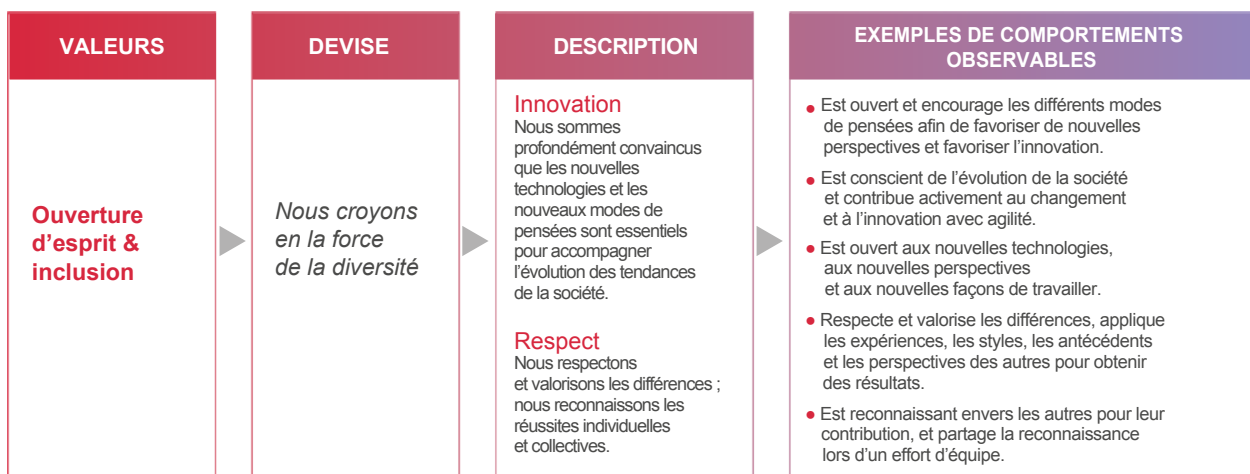 VALEURS
DEVISE
DESCRIPTION
EXEMPLES DE COMPORTEMENTS
OBSERVABLES
Ouverture
d’esprit &
inclusion
Nous croyons
en la force
de la diversité
Innovation
Nous sommes
profondément convaincus
que les nouvelles
technologies et les
nouveaux modes de
pensées sont essentiels
pour accompagner
l’évolution des tendances
de la société.
Respect
Nous respectons
et valorisons les différences ;
nous reconnaissons les
réussites individuelles
et collectives.
• Est ouvert et encourage les différents modes
de pensées afin de favoriser de nouvelles
perspectives et favoriser l’innovation.
• Est conscient de l’évolution de la société
et contribue activement au changement
et à l’innovation avec agilité.
• Est ouvert aux nouvelles technologies,
aux nouvelles perspectives
et aux nouvelles façons de travailler.
• Respecte et valorise les différences, applique
les expériences, les styles, les antécédents
et les perspectives des autres pour obtenir
des résultats.
• Est reconnaissant envers les autres pour leur
contribution, et partage la reconnaissance
lors d’un effort d’équipe.